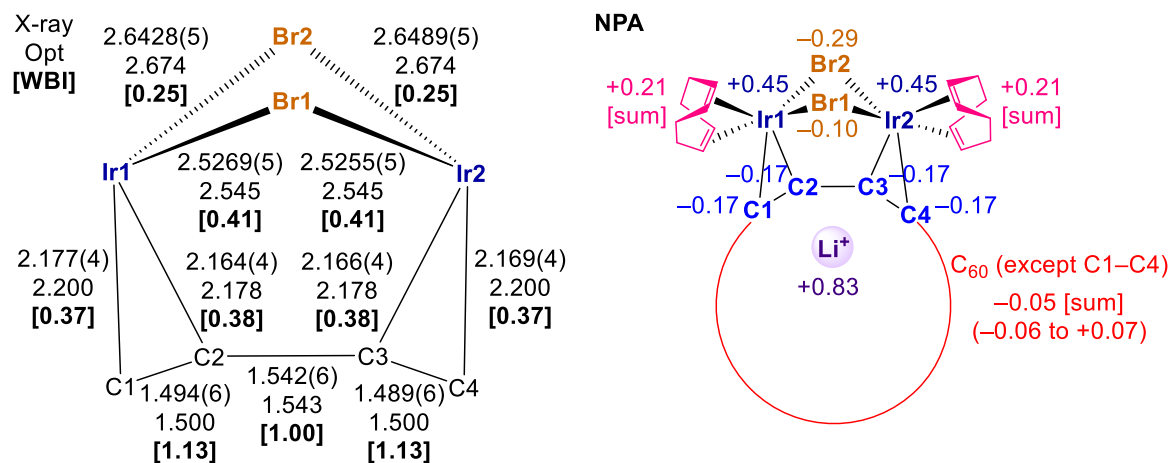 X-ray
Opt
[WBI]
2.6428(5)
2.674
[0.25]
Br2
2.6489(5)
2.674
[0.25]
Br1
Ir1
Ir2
2.5269(5)
2.545
[0.41]
2.5255(5)
2.545
[0.41]
2.177(4)
2.200
[0.37]
2.164(4)
2.178
[0.38]
2.166(4)
2.178
[0.38]
2.169(4)
2.200
[0.37]
C1
C2
C3
C4
1.494(6)
1.500
[1.13]
1.542(6)
1.543
[1.00]
1.489(6)
1.500
[1.13]
NPA
–0.29
Br2
+0.21
[sum]
+0.45
+0.45
+0.21
[sum]
Ir1
Br1
Ir2
–0.10
–0.17
C2
C3
–0.17
–0.17
C1
C4
–0.17
Li⁺
+0.83
C₆₀ (except C1–C4)
–0.05 [sum]
(–0.06 to +0.07)